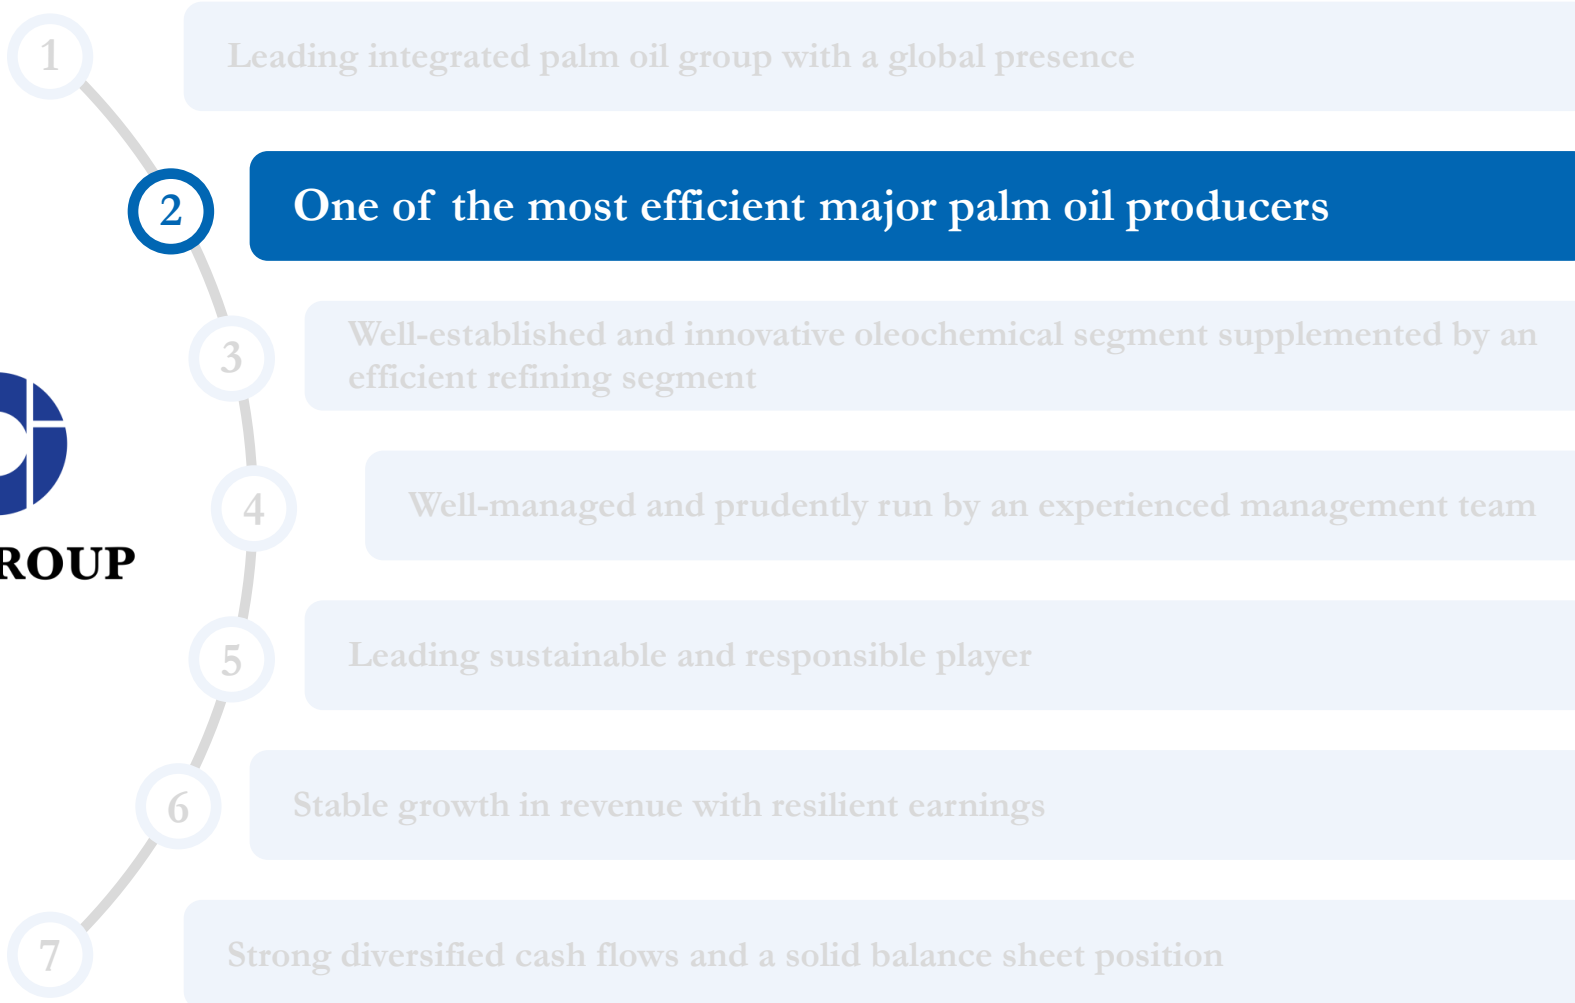 1
Leading integrated palm oil group with a global presence
2
One of the most efficient major palm oil producers
3
Well-established and innovative oleochemical segment supplemented by an
efficient refining segment
4
Well-managed and prudently run by an experienced management team
ROUP
5
Leading sustainable and responsible player
6
Stable growth in revenue with resilient earnings
7
Strong diversified cash flows and a solid balance sheet position